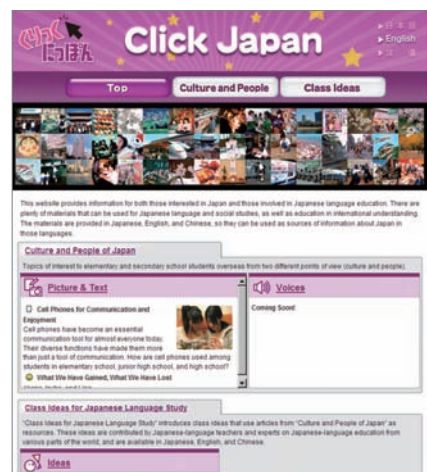 くりっく
にっぽん
Click Japan
English
Top
Culture and People
Class Ideas
This website provides information for both those interested in Japan and those involved in Japanese language education. There are
plenty of materials that can be used for Japanese language and social studies, as well as education in international understanding.
The materials are provided in Japanese, English, and Chinese, so they can be used as sources of information about Japan in
those languages.
Culture and People of Japan
Topics of interest to elementary and secondary school students overseas from two different points of view (culture and people).
Picture & Text
Cell Phones for Communication and
Enjoyment
Cell phones have become an essential
communication tool for almost everyone today.
Their diverse functions have made them more
than just a tool of communication. How are cell phones used among
students in elementary school, junior high school, and high school?
What We Have Gained, What We Have Lost
Voices
Coming Soon!
Class Ideas for Japanese Language Study
"Class Ideas for Japanese Language Study" introduces class ideas that use articles from "Culture and People of Japan" as
resources. These ideas are contributed by Japanese-language teachers and experts on Japanese-language education from
various parts of the world, and are available in Japanese, English, and Chinese.
Ideas